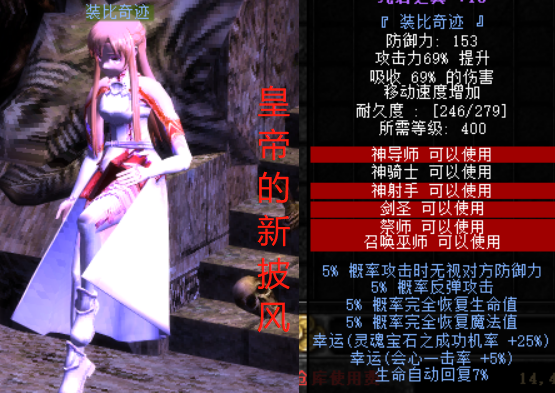 装比奇迹
皇帝的新披风
『 装比奇迹 』
防御力: 153
攻击力69% 提升
吸收 69% 的伤害
移动速度增加
耐久度 : [246/279]
所需等级: 400
神导师 可以使用
神骑士 可以使用
神射手 可以使用
剑圣 可以使用
祭师 可以使用
召唤巫师 可以使用
5% 概率攻击时无视对方防御力
5% 概率反弹攻击
5% 概率完全恢复生命值
5% 概率完全恢复魔法值
幸运(灵魂宝石之成功机率 +25%)
幸运(会心一击率 +5%)
生命自动回复7%